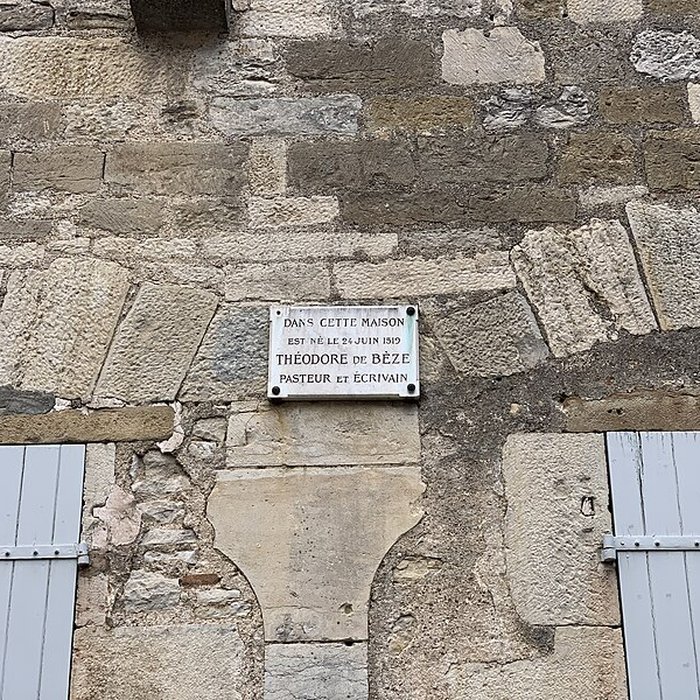 DANS CETTE MAISON
EST NÉ LE 24 JUIN 1519
THÉODORE DE BÈZE
PASTEUR ET ÉCRIVAIN